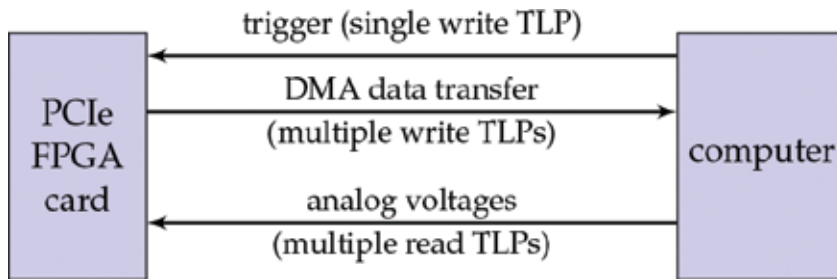 trigger (single write TLP)
PCIe
FPGA
card
DMA data transfer
(multiple write TLPs)
computer
analog voltages
(multiple read TLPs)